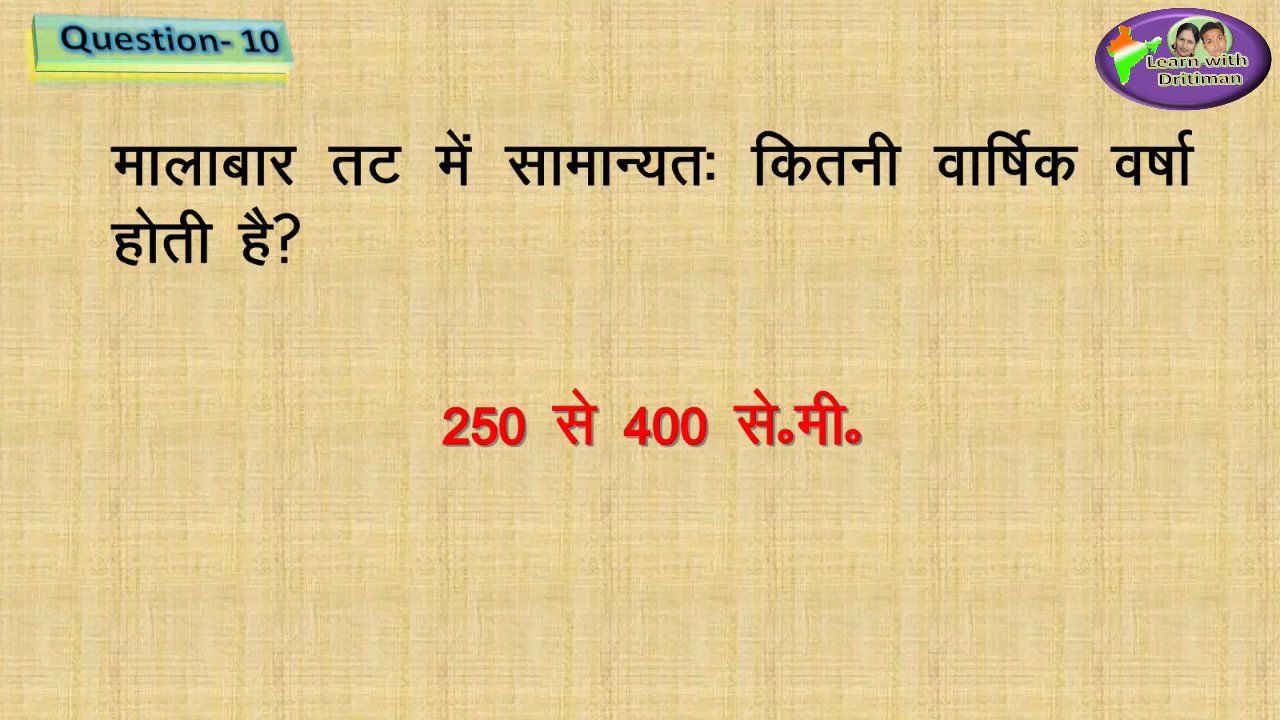 Question- 10
Learn with
Dritiman
मालाबार तट में सामान्यतः कितनी वार्षिक वर्षा
होती है?
250 से 400 से॰मी॰